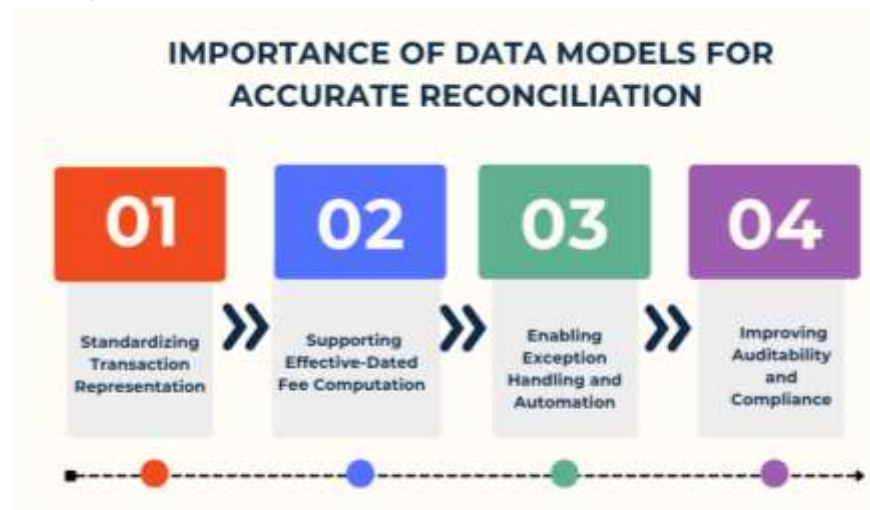 IMPORTANCE OF DATA MODELS FOR
ACCURATE RECONCILIATION
01
Standardizing
Transaction
Representation
02
Supporting
Effective-Dated
Fee Computation
03
Enabling
Exception
Handling and
Automation
04
Improving
Auditability
and
Compliance